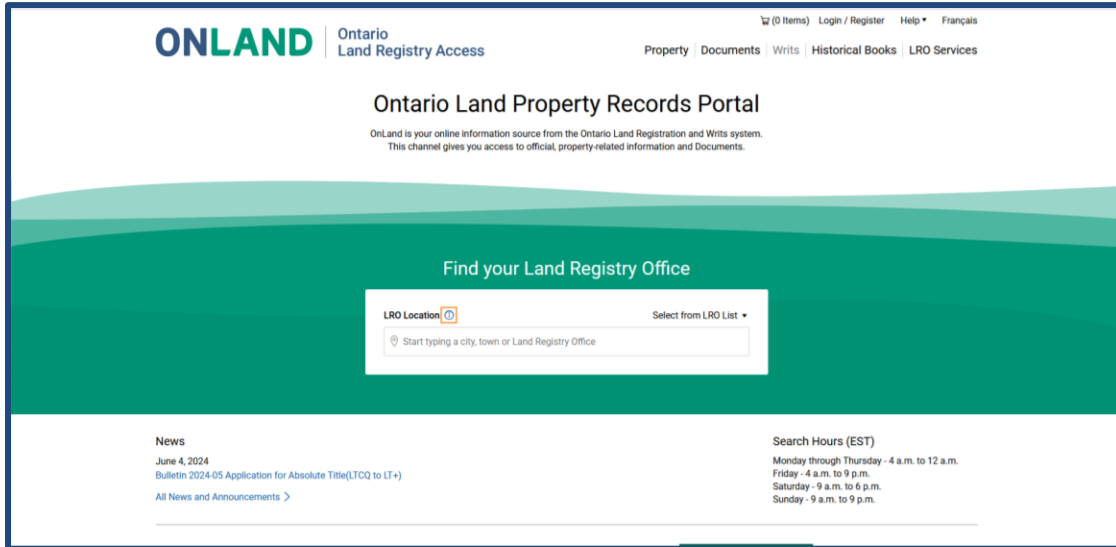 (0 Items) Login / Register Help Français
ONLAND
Ontario
Land Registry Access
Property Documents Writs Historical Books LRO Services
Ontario Land Property Records Portal
OnLand is your online information source from the Ontario Land Registration and Writs system.
This channel gives you access to official, property-related information and Documents.
Find your Land Registry Office
LRO Location Select from LRO List
Start typing a city, town or Land Registry Office
News
June 4, 2024
Bulletin 2024-05 Application for Absolute Title(LTCQ to LT+)
All News and Announcements
Search Hours (EST)
Monday through Thursday - 4 a.m. to 12 a.m.
Friday - 4 a.m. to 9 p.m.
Saturday - 9 a.m. to 6 p.m.
Sunday - 9 a.m. to 9 p.m.